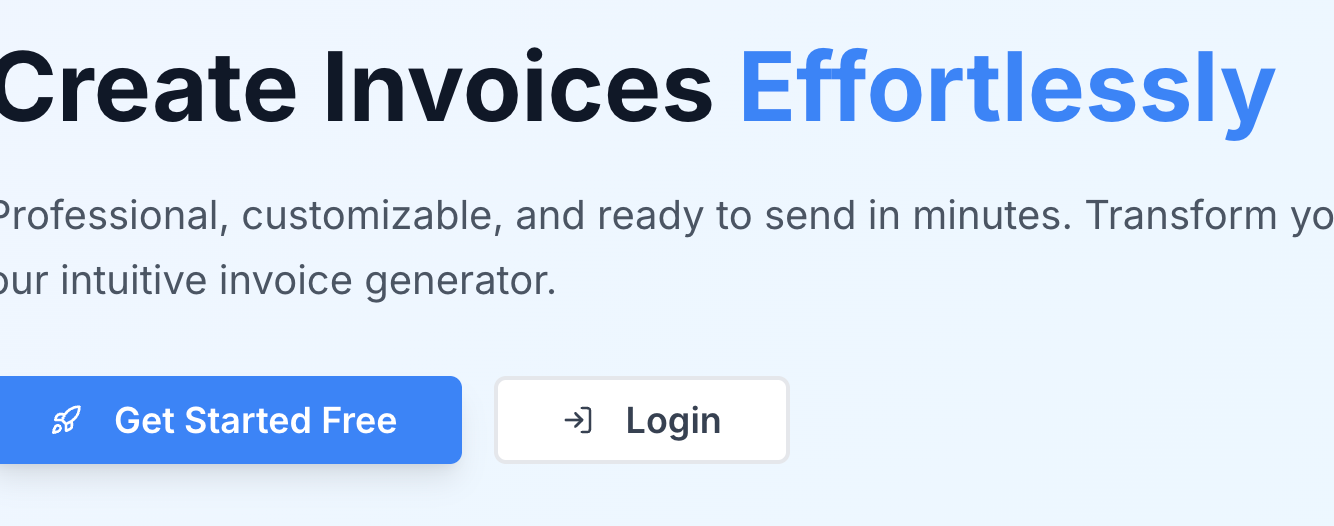 Create Invoices Effortlessly
Professional, customizable, and ready to send in minutes. Transform yo
our intuitive invoice generator.
Get Started Free
Login